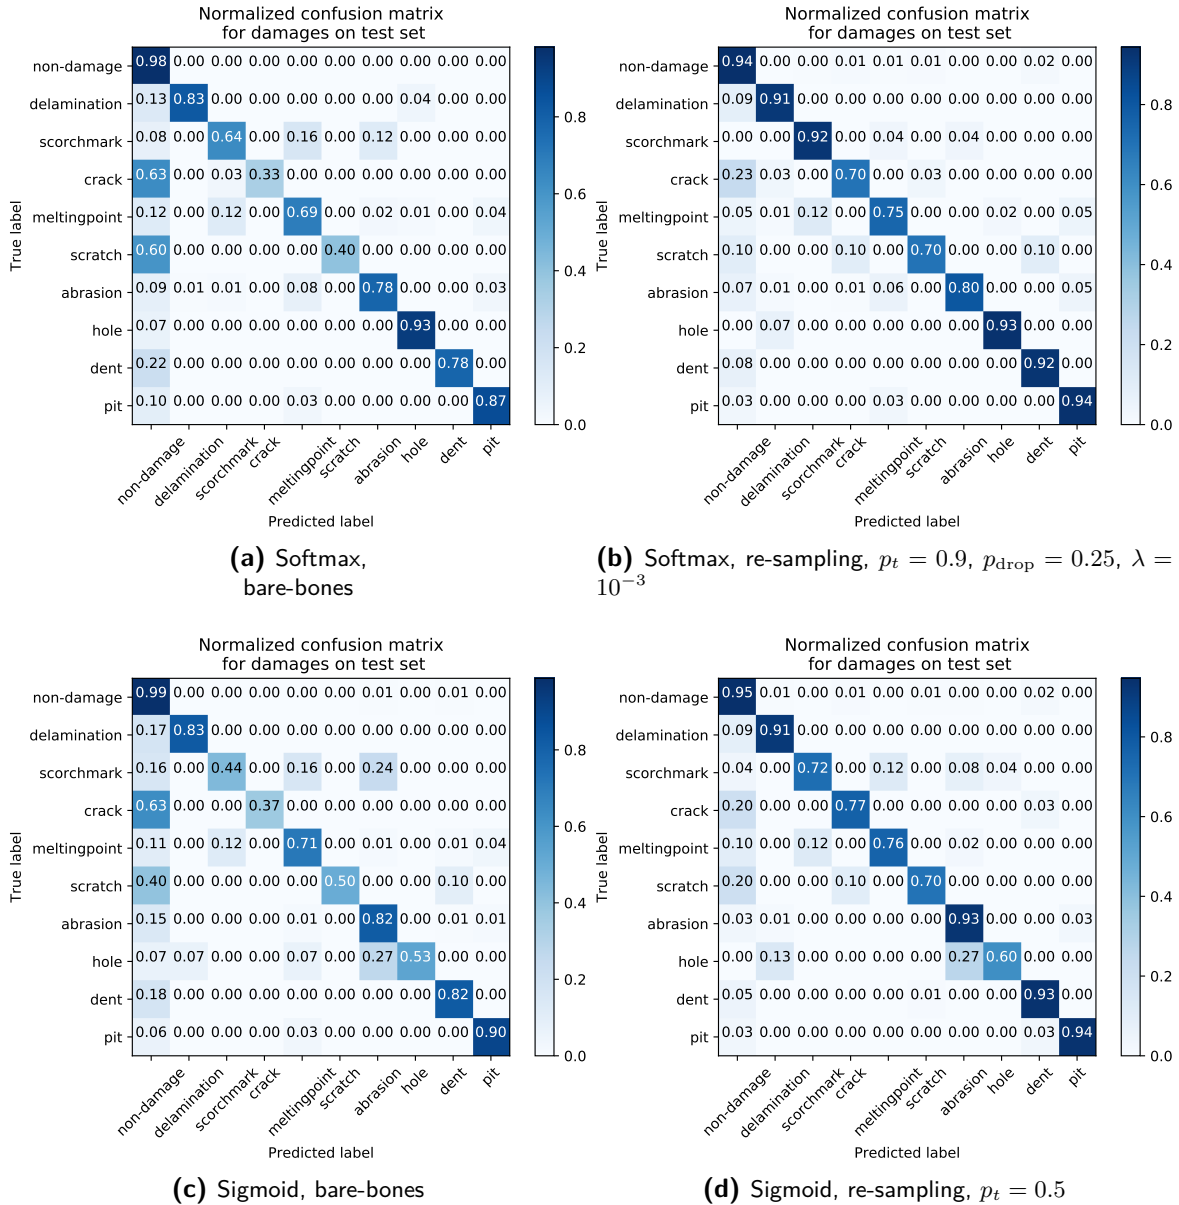 Normalized confusion matrix
for damages on test set
True label
non-damage 0.98 0.00 0.00 0.00 0.00 0.00 0.00 0.00 0.00 0.00
delamination 0.13 0.83 0.00 0.00 0.00 0.00 0.00 0.04 0.00 0.00
scorchmark 0.08 0.00 0.64 0.00 0.16 0.00 0.12 0.00 0.00 0.00
crack 0.63 0.00 0.03 0.33 0.00 0.00 0.00 0.00 0.00 0.00
meltingpoint 0.12 0.00 0.12 0.00 0.69 0.00 0.02 0.01 0.00 0.04
scratch 0.60 0.00 0.00 0.00 0.00 0.40 0.00 0.00 0.00 0.00
abrasion 0.09 0.01 0.01 0.00 0.08 0.00 0.78 0.00 0.00 0.03
hole 0.07 0.00 0.00 0.00 0.00 0.00 0.00 0.93 0.00 0.00
dent 0.22 0.00 0.00 0.00 0.00 0.00 0.00 0.00 0.78 0.00
pit 0.10 0.00 0.00 0.00 0.03 0.00 0.00 0.00 0.00 0.87
non-damage delamination scorchmark crack meltingpoint scratch abrasion hole dent pit
Predicted label
0.8
0.6
0.4
0.2
0.0
(a) Softmax,
bare-bones
Normalized confusion matrix
for damages on test set
True label
non-damage 0.94 0.00 0.00 0.01 0.01 0.01 0.00 0.00 0.02 0.00
delamination 0.09 0.91 0.00 0.00 0.00 0.00 0.00 0.00 0.00 0.00
scorchmark 0.00 0.00 0.92 0.00 0.04 0.00 0.04 0.00 0.00 0.00
crack 0.23 0.03 0.00 0.70 0.00 0.03 0.00 0.00 0.00 0.00
meltingpoint 0.05 0.01 0.12 0.00 0.75 0.00 0.00 0.02 0.00 0.05
scratch 0.10 0.00 0.00 0.10 0.00 0.70 0.00 0.00 0.10 0.00
abrasion 0.07 0.01 0.00 0.01 0.06 0.00 0.80 0.00 0.00 0.05
hole 0.00 0.07 0.00 0.00 0.00 0.00 0.00 0.93 0.00 0.00
dent 0.08 0.00 0.00 0.00 0.00 0.00 0.00 0.00 0.92 0.00
pit 0.03 0.00 0.00 0.00 0.03 0.00 0.00 0.00 0.00 0.94
non-damage delamination scorchmark crack meltingpoint scratch abrasion hole dent pit
Predicted label
0.8
0.6
0.4
0.2
0.0
(b) Softmax, re-sampling, p_t = 0.9, p_drop = 0.25, λ =
10^{-3}
Normalized confusion matrix
for damages on test set
True label
non-damage 0.99 0.00 0.00 0.00 0.00 0.00 0.01 0.00 0.01 0.00
delamination 0.17 0.83 0.00 0.00 0.00 0.00 0.00 0.00 0.00 0.00
scorchmark 0.16 0.00 0.44 0.00 0.16 0.00 0.24 0.00 0.00 0.00
crack 0.63 0.00 0.00 0.37 0.00 0.00 0.00 0.00 0.00 0.00
meltingpoint 0.11 0.00 0.12 0.00 0.71 0.00 0.01 0.00 0.01 0.04
scratch 0.40 0.00 0.00 0.00 0.00 0.50 0.00 0.00 0.10 0.00
abrasion 0.15 0.00 0.00 0.00 0.01 0.00 0.82 0.00 0.01 0.01
hole 0.07 0.07 0.00 0.00 0.07 0.00 0.27 0.53 0.00 0.00
dent 0.18 0.00 0.00 0.00 0.00 0.00 0.00 0.00 0.82 0.00
pit 0.06 0.00 0.00 0.00 0.03 0.00 0.00 0.00 0.00 0.90
non-damage delamination scorchmark crack meltingpoint scratch abrasion hole dent pit
Predicted label
0.8
0.6
0.4
0.2
0.0
(c) Sigmoid, bare-bones
Normalized confusion matrix
for damages on test set
True label
non-damage 0.95 0.01 0.00 0.01 0.00 0.01 0.00 0.00 0.02 0.00
delamination 0.09 0.91 0.00 0.00 0.00 0.00 0.00 0.00 0.00 0.00
scorchmark 0.04 0.00 0.72 0.00 0.12 0.00 0.08 0.04 0.00 0.00
crack 0.20 0.00 0.00 0.77 0.00 0.00 0.00 0.00 0.03 0.00
meltingpoint 0.10 0.00 0.12 0.00 0.76 0.00 0.02 0.00 0.00 0.00
scratch 0.20 0.00 0.00 0.10 0.00 0.70 0.00 0.00 0.00 0.00
abrasion 0.03 0.01 0.00 0.00 0.00 0.00 0.93 0.00 0.00 0.03
hole 0.00 0.13 0.00 0.00 0.00 0.00 0.27 0.60 0.00 0.00
dent 0.05 0.00 0.00 0.00 0.00 0.01 0.00 0.00 0.93 0.00
pit 0.03 0.00 0.00 0.00 0.00 0.00 0.00 0.00 0.03 0.94
non-damage delamination scorchmark crack meltingpoint scratch abrasion hole dent pit
Predicted label
0.8
0.6
0.4
0.2
0.0
(d) Sigmoid, re-sampling, p_t = 0.5